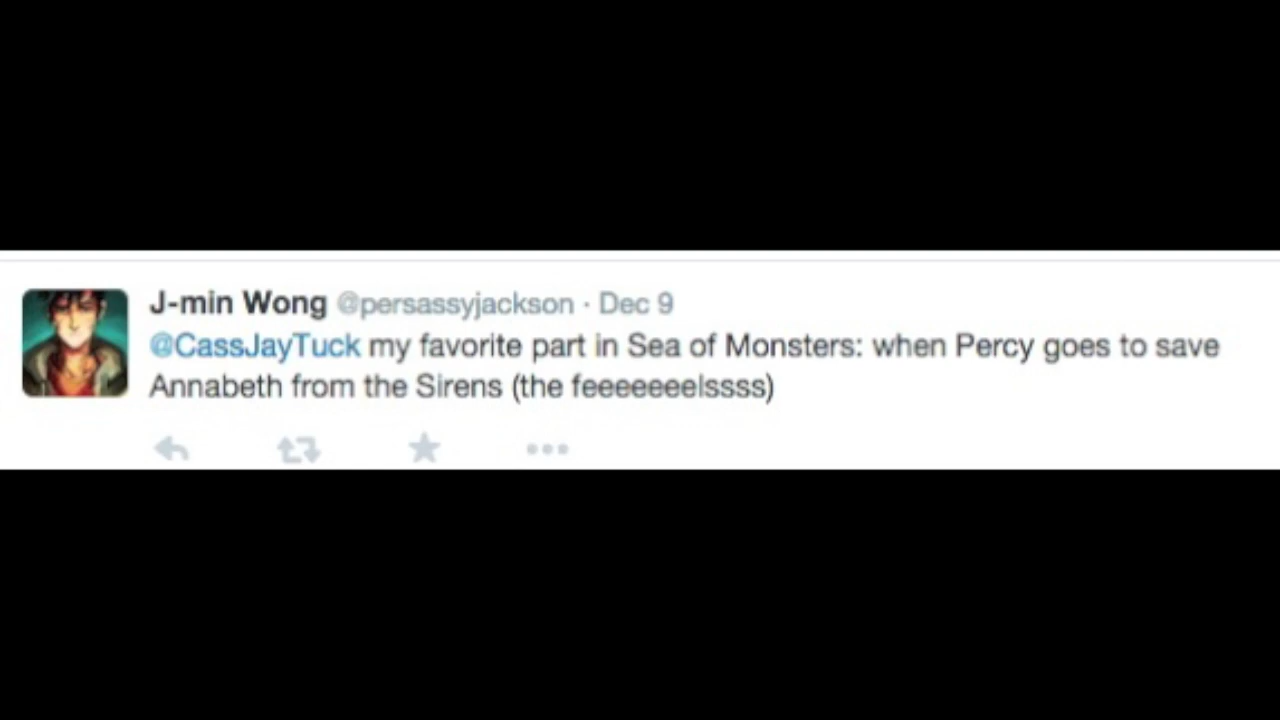 J-min Wong @persassyjackson · Dec 9
@CassJayTuck my favorite part in Sea of Monsters: when Percy goes to save
Annabeth from the Sirens (the feeeeeeelssss)